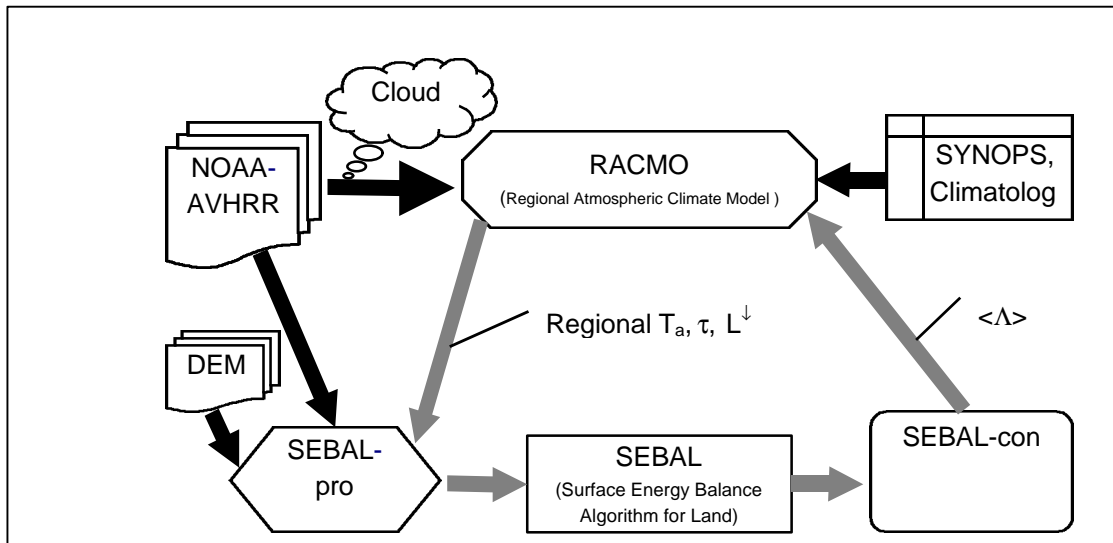 Cloud
NOAA-
AVHRR
RACMO
(Regional Atmospheric Climate Model )
SYNOPS,
Climatolog
Regional Tₐ, τ, L↓
<Λ>
DEM
SEBAL-
pro
SEBAL
(Surface Energy Balance
Algorithm for Land)
SEBAL-con